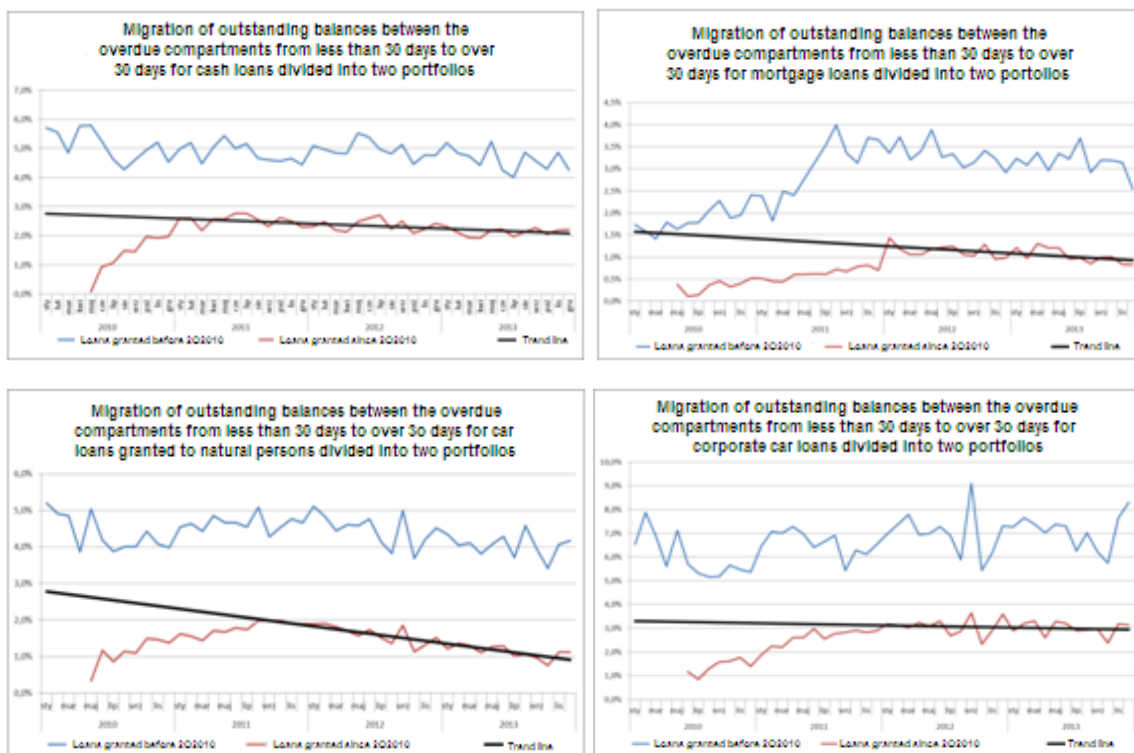 Migration of outstanding balances between the
overdue compartments from less than 30 days to over
30 days for cash loans divided into two portfolios
7,0%
6,0%
5,0%
4,0%
3,0%
2,0%
1,0%
0,0%
2010 2011 2012 2013
Loans granted before 2Q2010 Loans granted since 2Q2010 Trend line
Migration of outstanding balances between the
overdue compartments from less than 30 days to over
30 days for mortgage loans divided into two portolios
4,5%
4,0%
3,5%
3,0%
2,5%
2,0%
1,5%
1,0%
0,5%
0,0%
2010 2011 2012 2013
Loans granted before 2Q2010 Loans granted since 2Q2010 Trend line
Migration of outstanding balances between the overdue
compartments from less than 30 days to over 3o days for car
loans granted to natural persons divided into two portfolios
6,0%
5,0%
4,0%
3,0%
2,0%
1,0%
0,0%
2010 2011 2012 2013
Loans granted before 2Q2010 Loans granted since 2Q2010 Trend line
Migration of outstanding balances between the overdue
compartments from less than 30 days to over 3o days for
corporate car loans divided into two portfolios
10,0%
9,0%
8,0%
7,0%
6,0%
5,0%
4,0%
3,0%
2,0%
1,0%
0,0%
2010 2011 2012 2013
Loans granted before 2Q2010 Loans granted since 2Q2010 Trend line